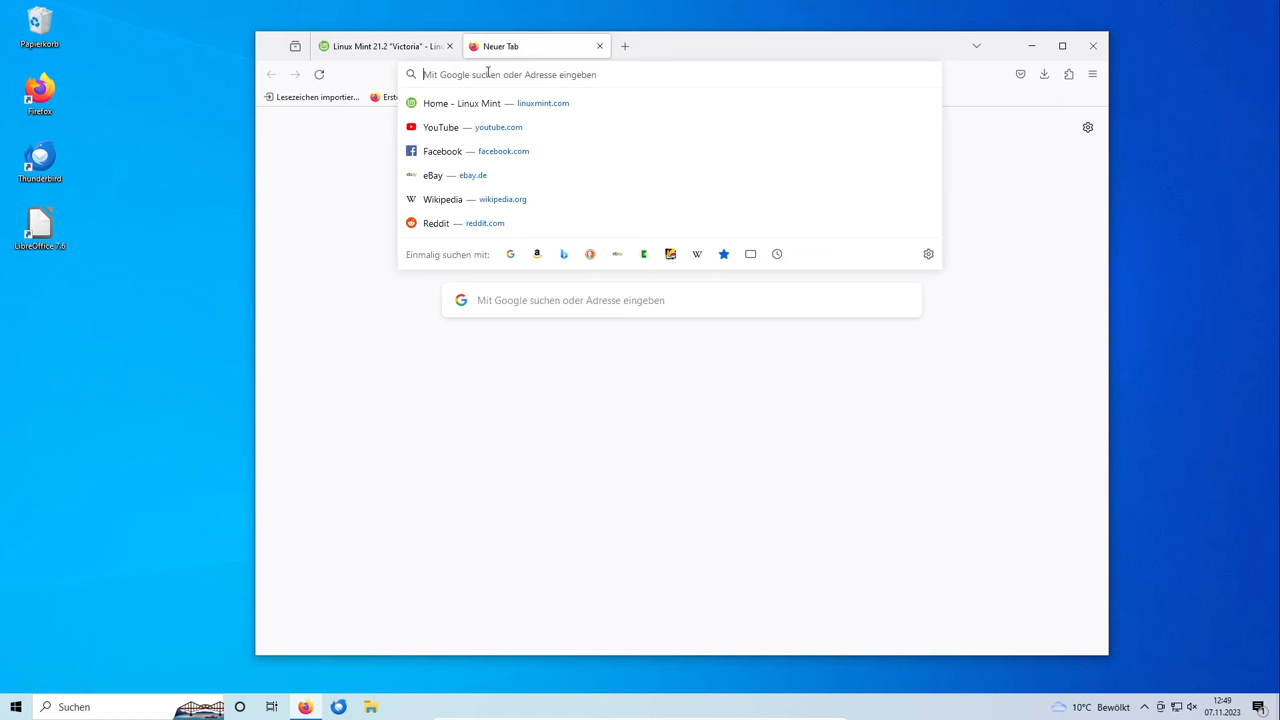 Papierkorb
Firefox
Thunderbird
LibreOffice 7.6
Linux Mint 21.2 "Victoria" - Linu
Neuer Tab
Mit Google suchen oder Adresse eingeben
Lesezeichen importier...
Erst
Home - Linux Mint — linuxmint.com
YouTube — youtube.com
Facebook — facebook.com
eBay — ebay.de
Wikipedia — wikipedia.org
Reddit — reddit.com
Einmalig suchen mit:
Mit Google suchen oder Adresse eingeben
Suchen
10°C Bewölkt
12:49
07.11.2023